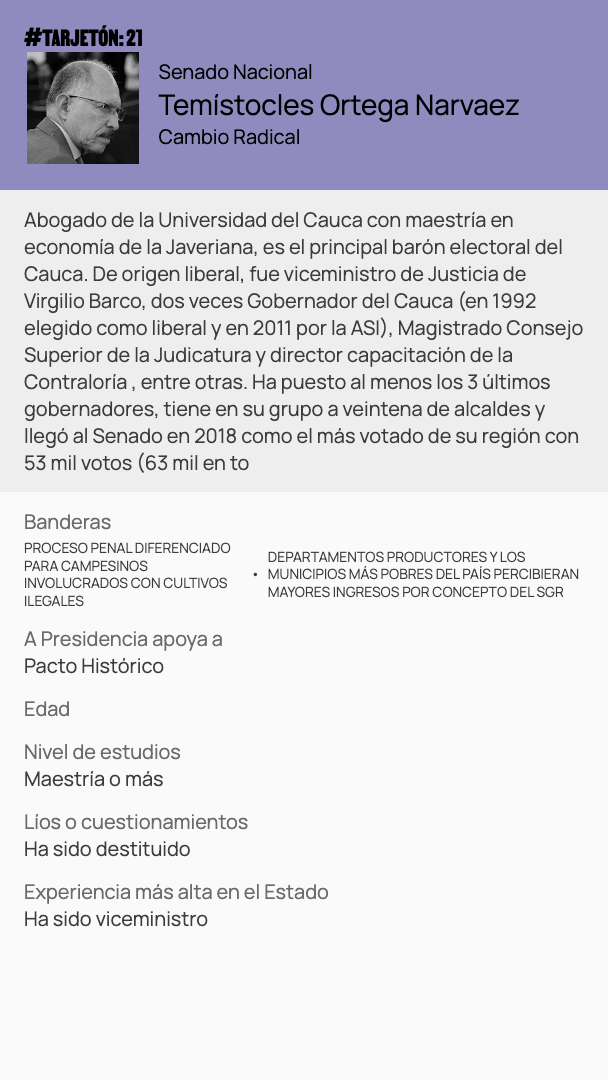 #TARJETÓN: 21
Senado Nacional
Temístocles Ortega Narvaez
Cambio Radical
Abogado de la Universidad del Cauca con maestría en
economía de la Javeriana, es el principal barón electoral del
Cauca. De origen liberal, fue viceministro de Justicia de
Virgilio Barco, dos veces Gobernador del Cauca (en 1992
elegido como liberal y en 2011 por la ASI), Magistrado Consejo
Superior de la Judicatura y director capacitación de la
Contraloría , entre otras. Ha puesto al menos los 3 últimos
gobernadores, tiene en su grupo a veintena de alcaldes y
llegó al Senado en 2018 como el más votado de su región con
53 mil votos (63 mil en to
Banderas
PROCESO PENAL DIFERENCIADO
PARA CAMPESINOS
INVOLUCRADOS CON CULTIVOS
ILEGALES
DEPARTAMENTOS PRODUCTORES Y LOS
• MUNICIPIOS MÁS POBRES DEL PAÍS PERCIBIERAN
MAYORES INGRESOS POR CONCEPTO DEL SGR
A Presidencia apoya a
Pacto Histórico
Edad
Nivel de estudios
Maestría o más
Líos o cuestionamientos
Ha sido destituido
Experiencia más alta en el Estado
Ha sido viceministro